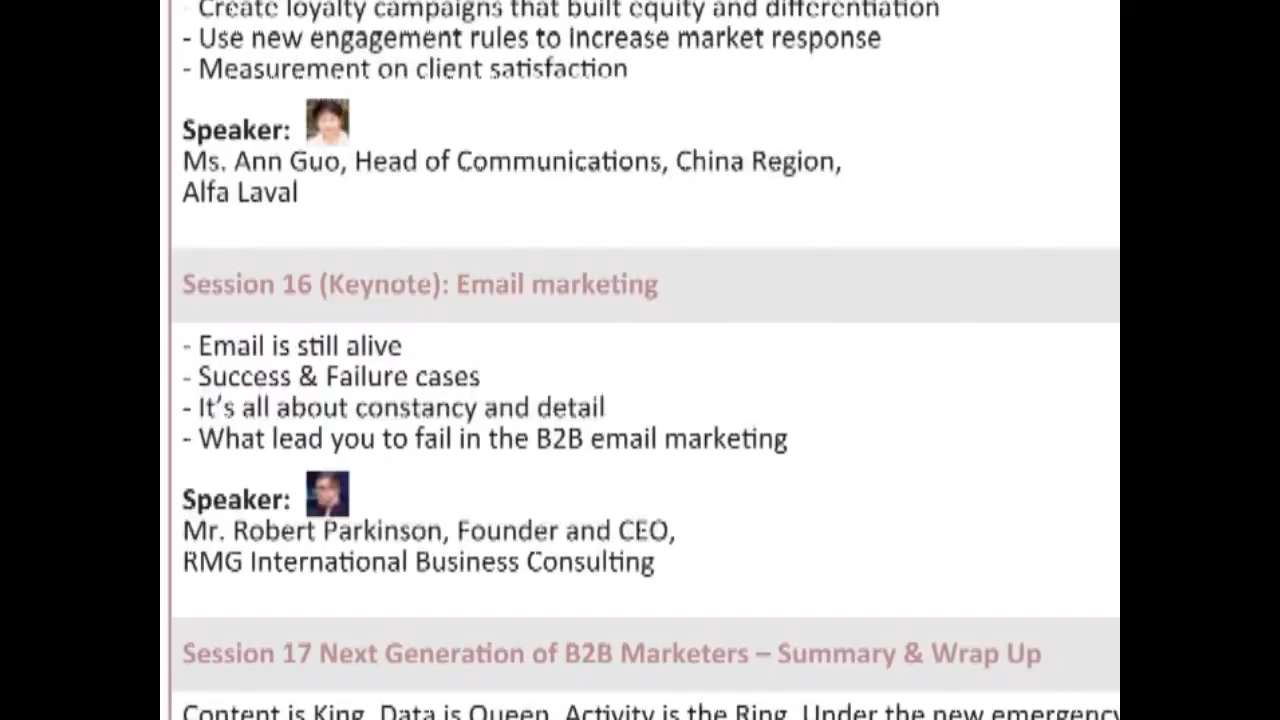 - Create loyalty campaigns that built equity and differentiation
- Use new engagement rules to increase market response
- Measurement on client satisfaction
Speaker:
Ms. Ann Guo, Head of Communications, China Region,
Alfa Laval
Session 16 (Keynote): Email marketing
- Email is still alive
- Success & Failure cases
- It's all about constancy and detail
- What lead you to fail in the B2B email marketing
Speaker:
Mr. Robert Parkinson, Founder and CEO,
RMG International Business Consulting
Session 17 Next Generation of B2B Marketers – Summary & Wrap Up
Content is King, Data is Queen, Activity is the Ring. Under the new emergency